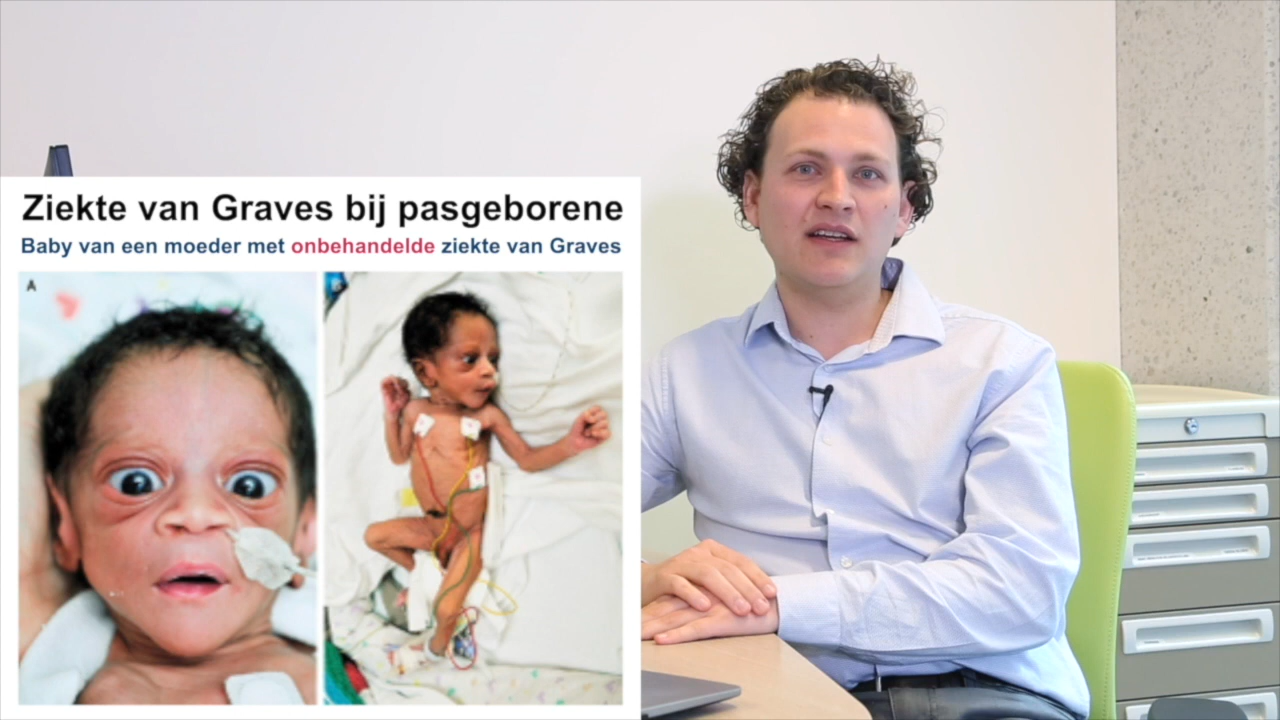 Ziekte van Graves bij pasgeborene
Baby van een moeder met onbehandelde ziekte van Graves
A